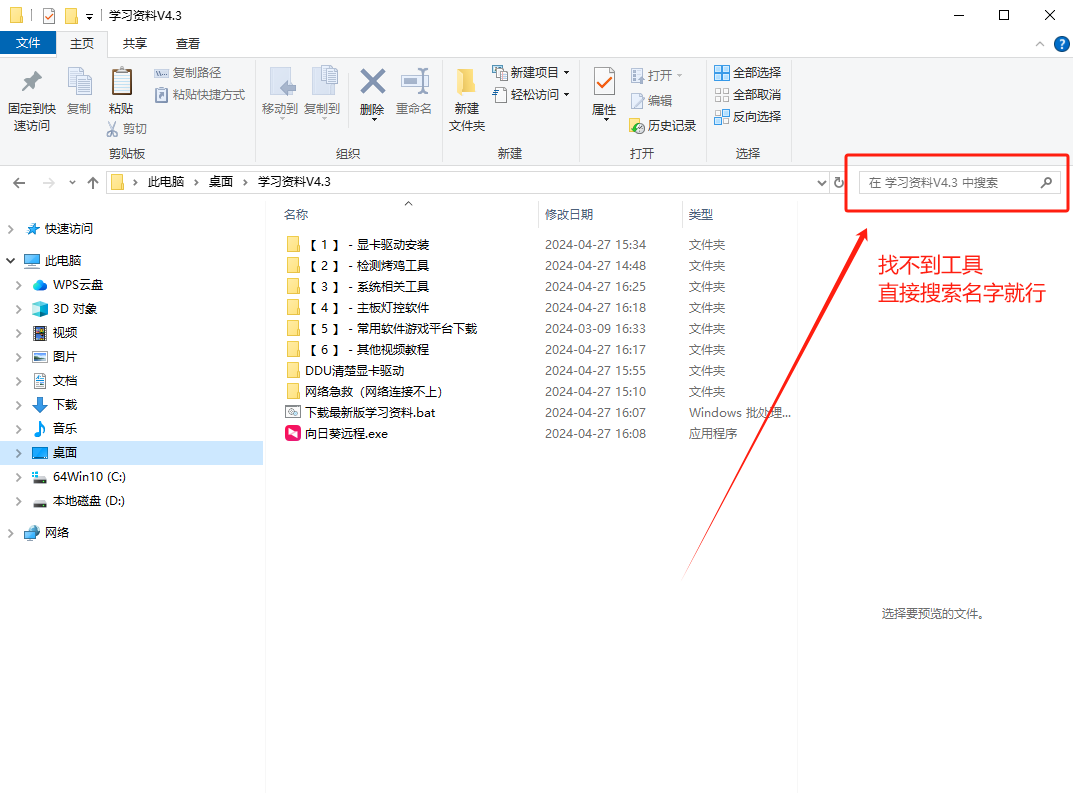 学习资料V4.3
文件 主页 共享 查看
固定到快速访问
复制
粘贴
复制路径
粘贴快捷方式
剪切
剪贴板
移动到 复制到
删除 重命名
组织
新建文件夹
新建项目
轻松访问
新建
属性
打开
编辑
历史记录
打开
全部选择
全部取消
反向选择
选择
此电脑 桌面 学习资料V4.3
在 学习资料V4.3 中搜索
找不到工具
直接搜索名字就行
快速访问
此电脑
WPS云盘
3D 对象
视频
图片
文档
下载
音乐
桌面
64Win10 (C:)
本地磁盘 (D:)
网络
名称 修改日期 类型
【 1 】 - 显卡驱动安装 2024-04-27 15:34 文件夹
【 2 】 - 检测烤鸡工具 2024-04-27 14:48 文件夹
【 3 】 - 系统相关工具 2024-04-27 16:25 文件夹
【 4 】 - 主板灯控软件 2024-04-27 16:18 文件夹
【 5 】 - 常用软件游戏平台下载 2024-03-09 16:33 文件夹
【 6 】 - 其他视频教程 2024-04-27 16:17 文件夹
DDU清楚显卡驱动 2024-04-27 15:55 文件夹
网络急救（网络连接不上） 2024-04-27 15:10 文件夹
下载最新版学习资料.bat 2024-04-27 16:07 Windows 批处理...
向日葵远程.exe 2024-04-27 16:08 应用程序
选择要预览的文件。